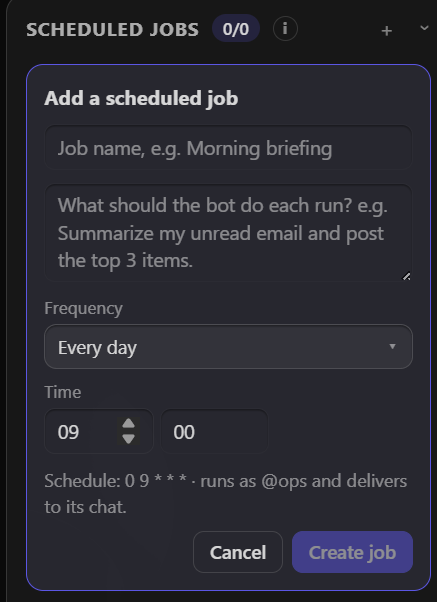 SCHEDULED JOBS 0/0 i +
Add a scheduled job
Job name, e.g. Morning briefing
What should the bot do each run? e.g.
Summarize my unread email and post
the top 3 items.
Frequency
Every day
Time
09 00
Schedule: 0 9 * * * · runs as @ops and delivers
to its chat.
Cancel Create job